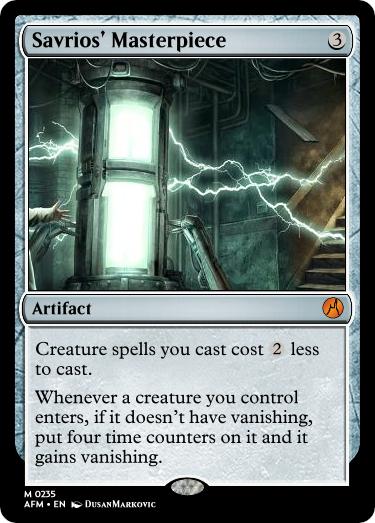 Savrios' Masterpiece 3
Artifact
Creature spells you cast cost 2 less
to cast.
Whenever a creature you control
enters, if it doesn't have vanishing,
put four time counters on it and it
gains vanishing.
M 0235
AFM • EN DusanMarkovic